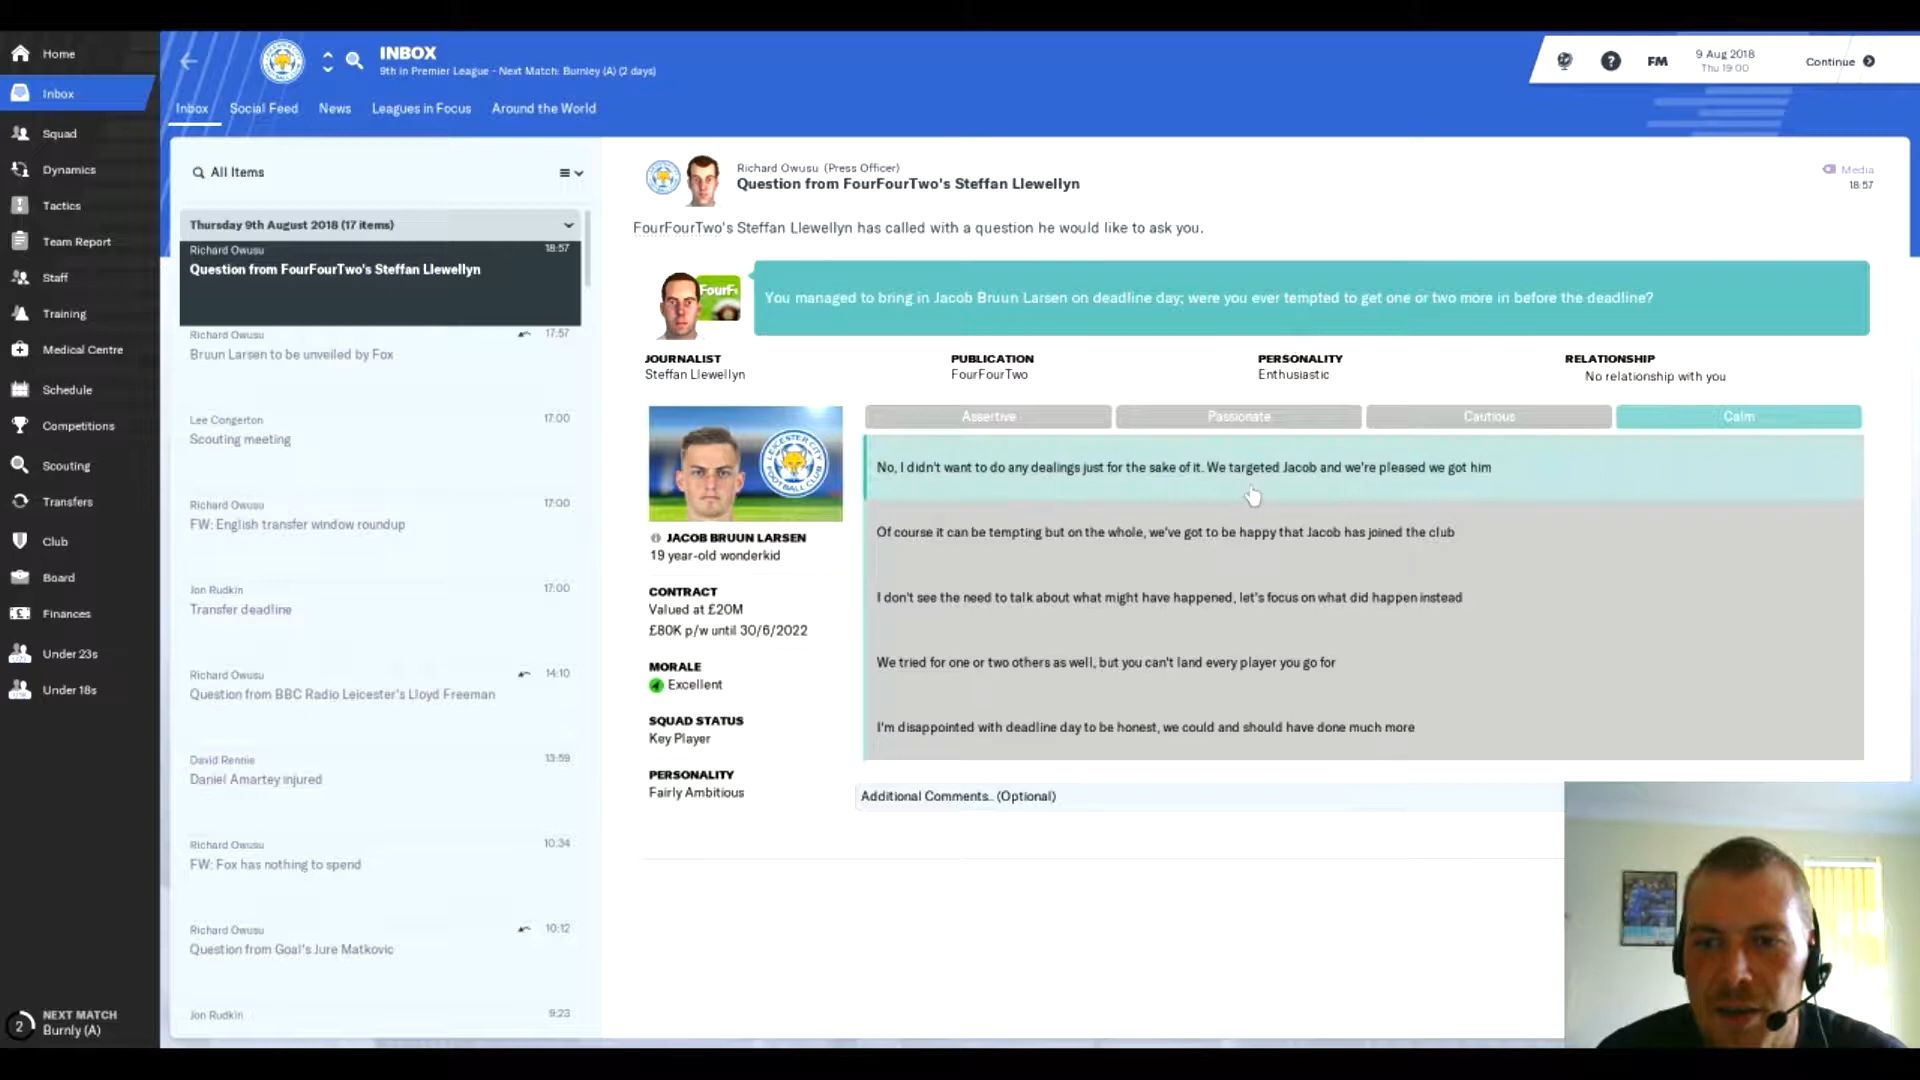 Home
Inbox
Squad
Dynamics
Tactics
Team Report
Staff
Training
Medical Centre
Schedule
Competitions
Scouting
Transfers
Club
Board
Finances
Under 23s
Under 18s
2
NEXT MATCH
Burnly (A)
INBOX
9th in Premier League - Next Match: Burnley (A) (2 days)
Inbox Social Feed News Leagues in Focus Around the World
? FM
9 Aug 2018
Thu 19:00
Continue
All Items
Thursday 9th August 2018 (17 items)
Richard Owusu 18:57
Question from FourFourTwo's Steffan Llewellyn
Richard Owusu 17:57
Bruun Larsen to be unveiled by Fox
Lee Congerton 17:00
Scouting meeting
Richard Owusu 17:00
FW: English transfer window roundup
Jon Rudkin 17:00
Transfer deadline
Richard Owusu 14:10
Question from BBC Radio Leicester's Lloyd Freeman
David Rennie 13:59
Daniel Amartey injured
Richard Owusu 10:34
FW: Fox has nothing to spend
Richard Owusu 10:12
Question from Goal's Jure Matkovic
Jon Rudkin 9:23
Richard Owusu (Press Officer)
Question from FourFourTwo's Steffan Llewellyn
Media
18:57
FourFourTwo's Steffan Llewellyn has called with a question he would like to ask you.
FourF
You managed to bring in Jacob Bruun Larsen on deadline day; were you ever tempted to get one or two more in before the deadline?
JOURNALIST
Steffan Llewellyn
PUBLICATION
FourFourTwo
PERSONALITY
Enthusiastic
RELATIONSHIP
No relationship with you
LEICESTER CITY
FOOTBALL CLUB
JACOB BRUUN LARSEN
19 year-old wonderkid
CONTRACT
Valued at £20M
£80K p/w until 30/6/2022
MORALE
Excellent
SQUAD STATUS
Key Player
PERSONALITY
Fairly Ambitious
Assertive Passionate Cautious Calm
No, I didn't want to do any dealings just for the sake of it. We targeted Jacob and we're pleased we got him
Of course it can be tempting but on the whole, we've got to be happy that Jacob has joined the club
I don't see the need to talk about what might have happened, let's focus on what did happen instead
We tried for one or two others as well, but you can't land every player you go for
I'm disappointed with deadline day to be honest, we could and should have done much more
Additional Comments.. (Optional)